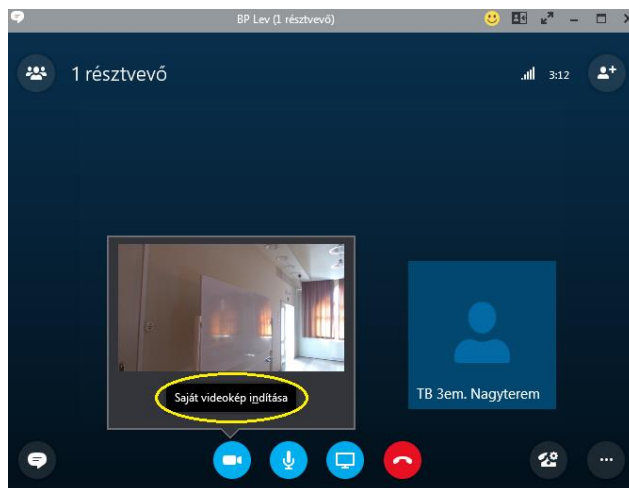 BP Lev (1 résztvevő)
1 résztvevő
3:12
Saját videokép indítása
TB 3em. Nagyterem